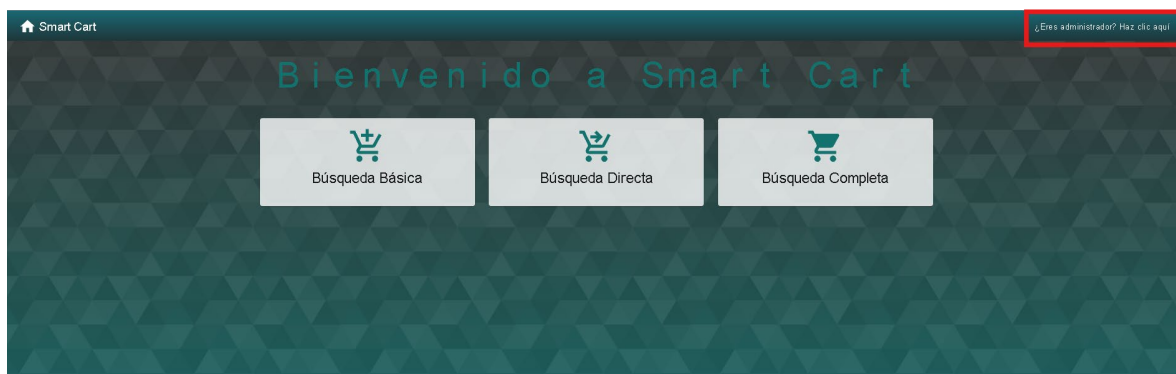 Smart Cart
¿Eres administrador? Haz clic aquí
Bienvenido a Smart Cart
Búsqueda Básica
Búsqueda Directa
Búsqueda Completa